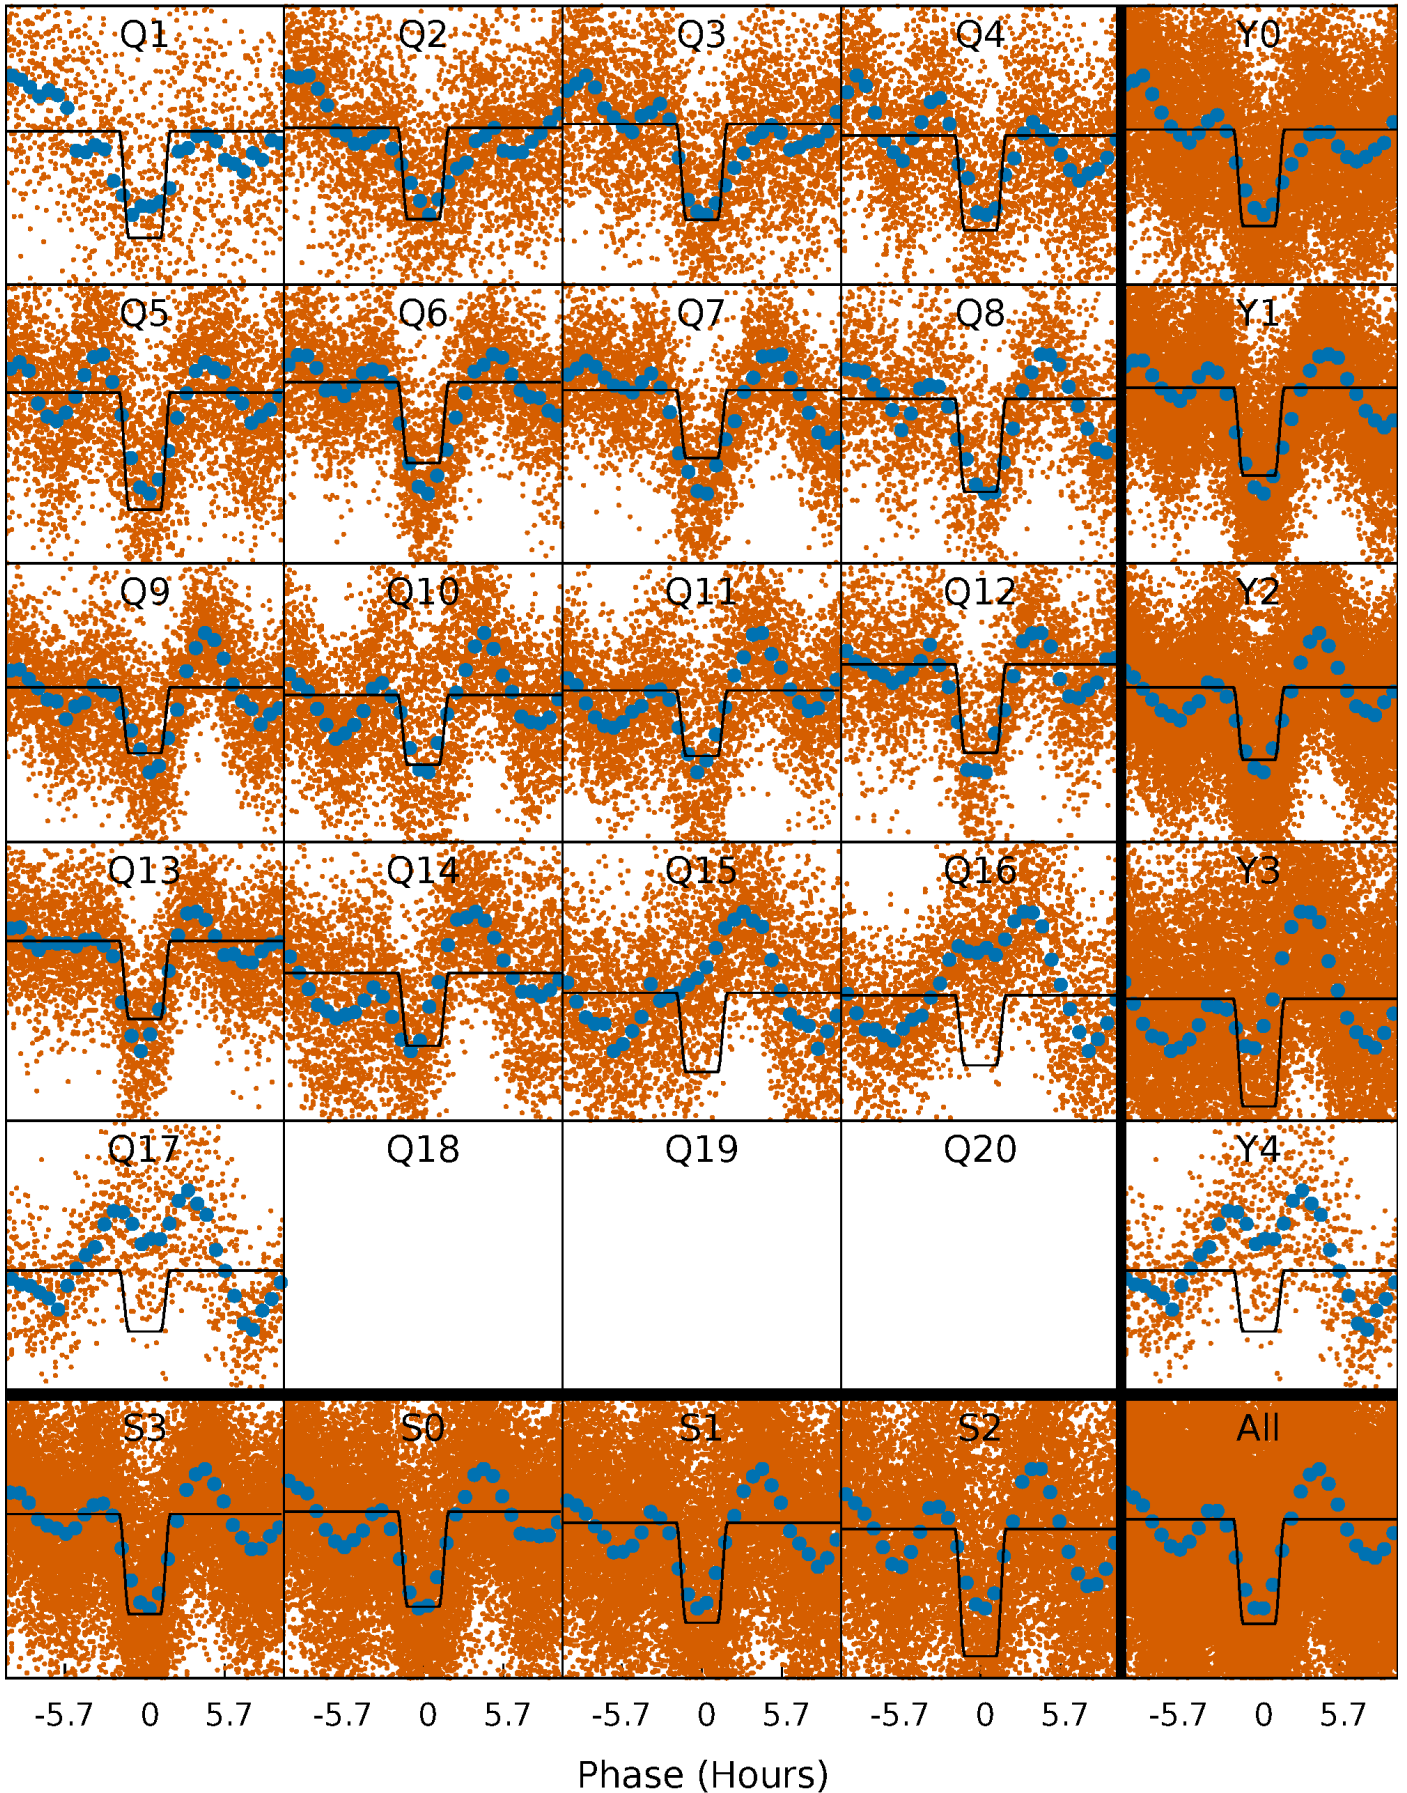 Q1 Q2 Q3 Q4 Y0
Q5 Q6 Q7 Q8 Y1
Q9 Q10 Q11 Q12 Y2
Q13 Q14 Q15 Q16 Y3
Q17 Q18 Q19 Q20 Y4
S3 S0 S1 S2 All
-5.7 0 5.7 -5.7 0 5.7 -5.7 0 5.7 -5.7 0 5.7 -5.7 0 5.7
Phase (Hours)